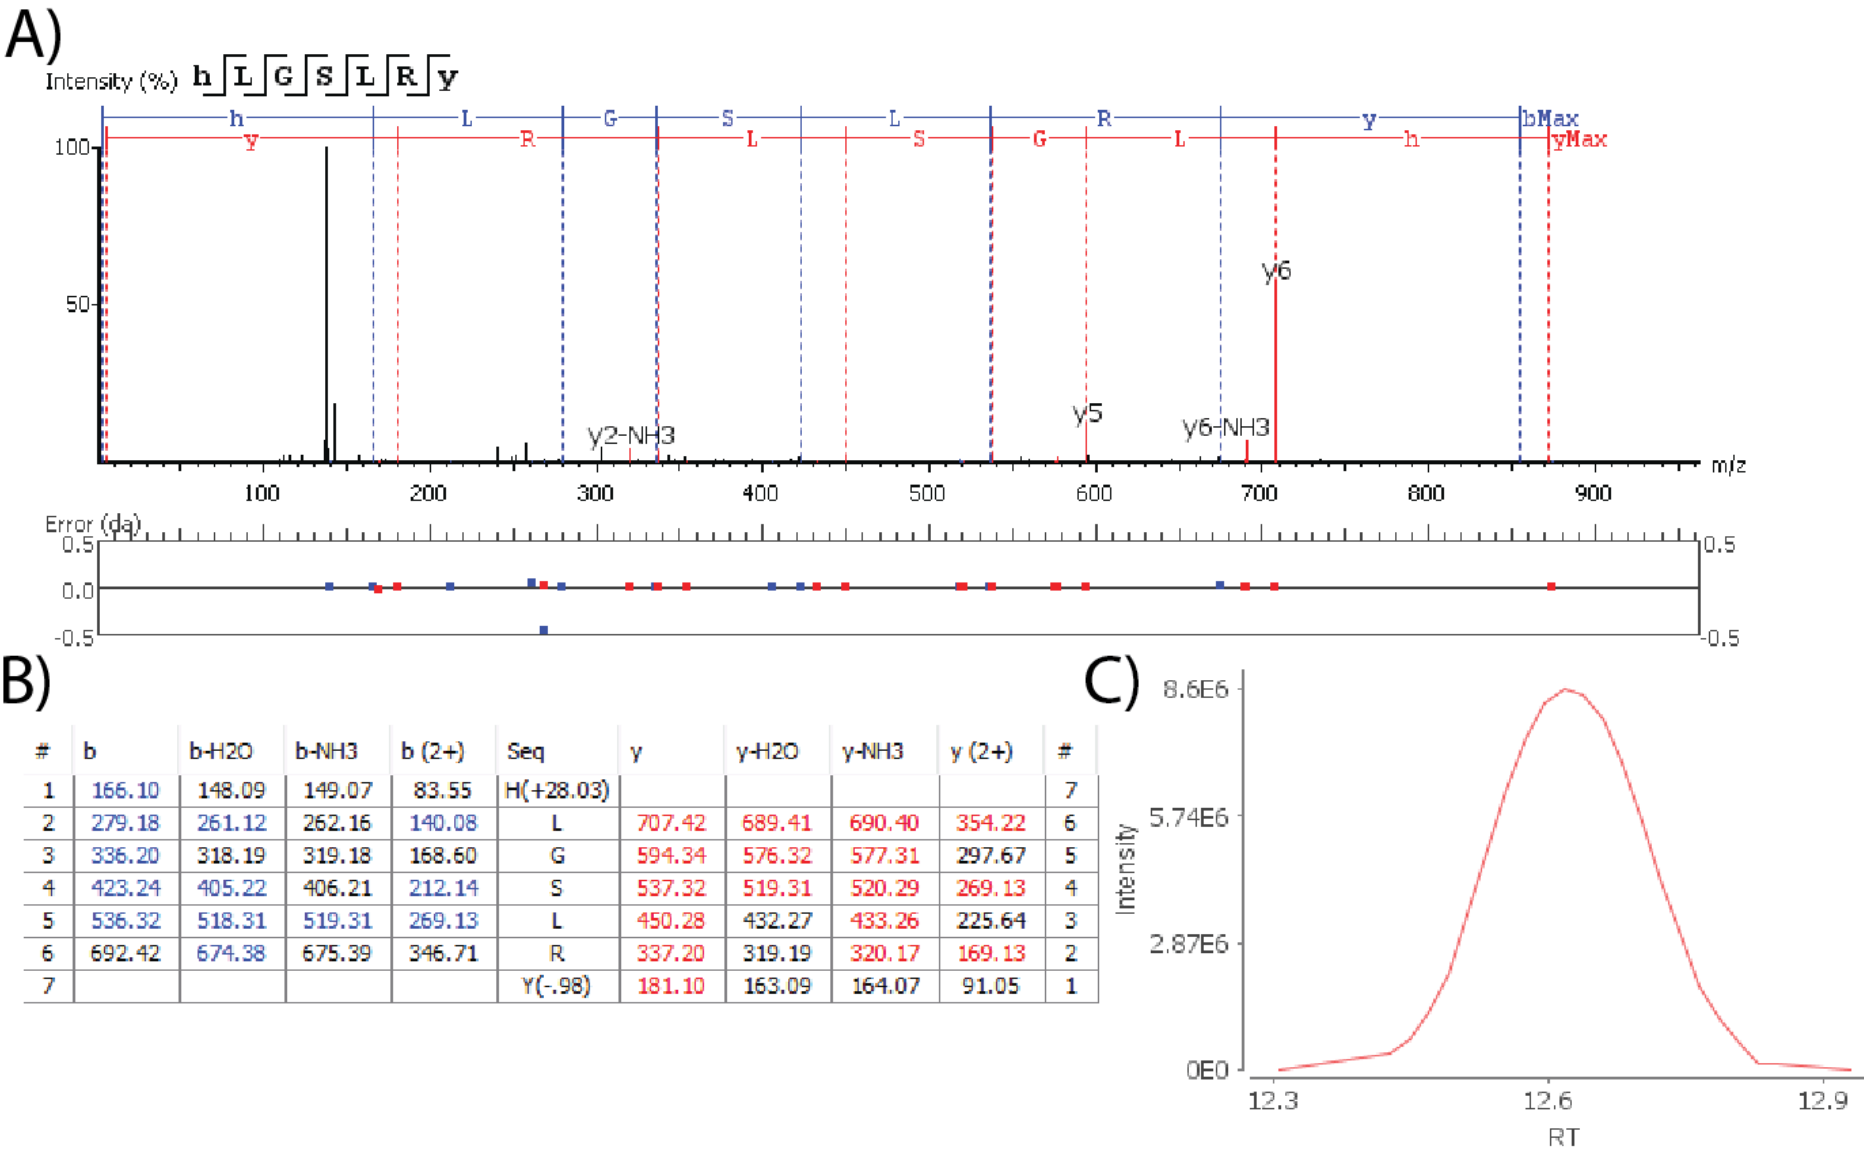 A)
Intensity (%) h L G S L R y
h L G S L R y bMax
y R L S G L h yMax
100
50
y6
y5
y6-NH3
y2-NH3
m/z
100 200 300 400 500 600 700 800 900
Error (da)
0.5 0.5
0.0
-0.5 -0.5
B)
# b b-H2O b-NH3 b (2+) Seq y y-H2O y-NH3 y (2+) #
1 166.10 148.09 149.07 83.55 H(+28.03) 7
2 279.18 261.12 262.16 140.08 L 707.42 689.41 690.40 354.22 6
3 336.20 318.19 319.18 168.60 G 594.34 576.32 577.31 297.67 5
4 423.24 405.22 406.21 212.14 S 537.32 519.31 520.29 269.13 4
5 536.32 518.31 519.31 269.13 L 450.28 432.27 433.26 225.64 3
6 692.42 674.38 675.39 346.71 R 337.20 319.19 320.17 169.13 2
7 Y(-.98) 181.10 163.09 164.07 91.05 1
C)
8.6E6
5.74E6
Intensity
2.87E6
0E0
12.3 12.6 12.9
RT